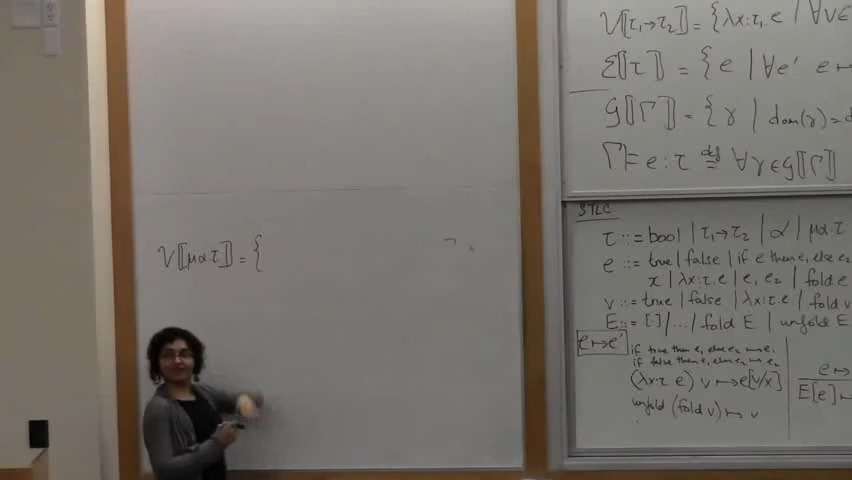 V⟦μα.τ⟧ = {
V⟦τ₁→τ₂⟧ = {λx:τ₁.e | ∀v∈
ℰ⟦τ⟧ = { e | ∀e' e ↦
G⟦Γ⟧ = { γ | dom(γ) = d
Γ ⊨ e : τ ≝ ∀γ∈G⟦Γ⟧
STLC
τ ::= bool | τ₁→τ₂ | α | μα.τ
e ::= true | false | if e then e₁ else e₂
x | λx:τ.e | e₁ e₂ | fold e
v ::= true | false | λx:τ.e | fold v
E ::= [·] | ... | fold E | unfold E
e ↦ e'
if true then e₁ else e₂ ↦ e₁
if false then e₁ else e₂ ↦ e₂
(λx:τ e) v ↦ e[v/x]
unfold (fold v) ↦ v
e ↦
E[e] ↦